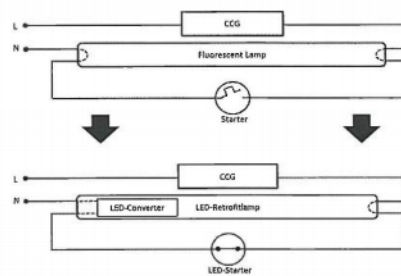 CCG
L
N
Fluorescent Lamp
Starter
CCG
L
N
LED-Converter
LED-Retrofitlamp
LED-Starter